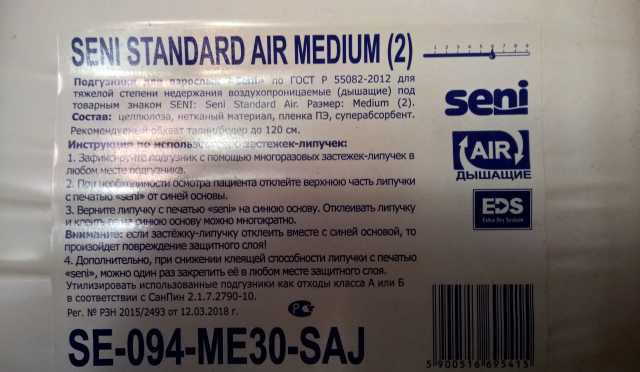 SENI STANDARD AIR MEDIUM (2)
Подгузники для взрослых «seni» по ГОСТ Р 55082-2012 для
тяжелой степени недержания воздухопроницаемые (дышащие) под
товарным знаком SENI: Seni Standard Air. Размер: Medium (2).
Состав: целлюлоза, нетканый материал, пленка ПЭ, суперабсорбент.
Рекомендуемый обхват талии/бедер до 120 см.
Инструкция по использованию застежек-липучек:
1. Зафиксируйте подгузник с помощью многоразовых застежек-липучек в
любом месте подгузника.
2. При необходимости осмотра пациента отклейте верхнюю часть липучки
с печатью «seni» от синей основы.
3. Верните липучку с печатью «seni» на синюю основу. Отклеивать липучку
и клеить ее на синюю основу можно многократно.
Внимание: если застёжку-липучку отклеить вместе с синей основой, то
произойдет повреждение защитного слоя!
4. Дополнительно, при снижении клеящей способности липучки с печатью
«seni», можно один раз закрепить её в любом месте защитного слоя.
Утилизировать использованные подгузники как отходы класса А или Б
в соответствии с СанПин 2.1.7.2790-10.
Рег. № РЗН 2015/2493 от 12.03.2018 г.
SE-094-ME30-SAJ
seni
AIR
ДЫШАЩИЕ
EDS
Extra Dry System
5 900516 695415